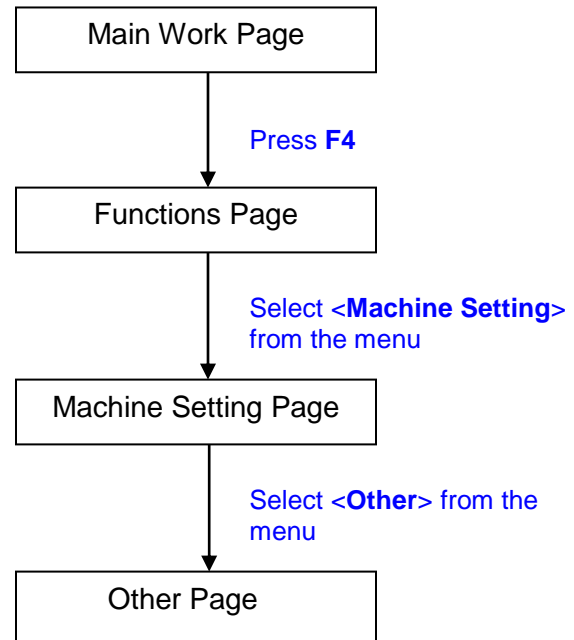 Main Work Page
Press F4
Functions Page
Select <Machine Setting>
from the menu
Machine Setting Page
Select <Other> from the
menu
Other Page